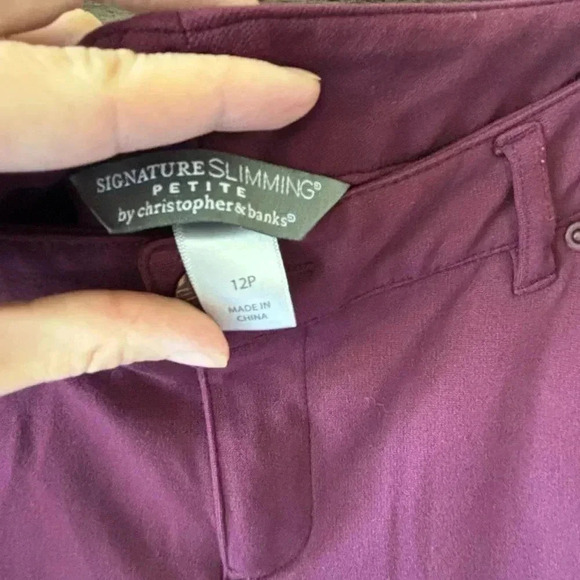 SIGNATURE SLIMMING®
PETITE
by christopher & banks®
12P
MADE IN
CHINA